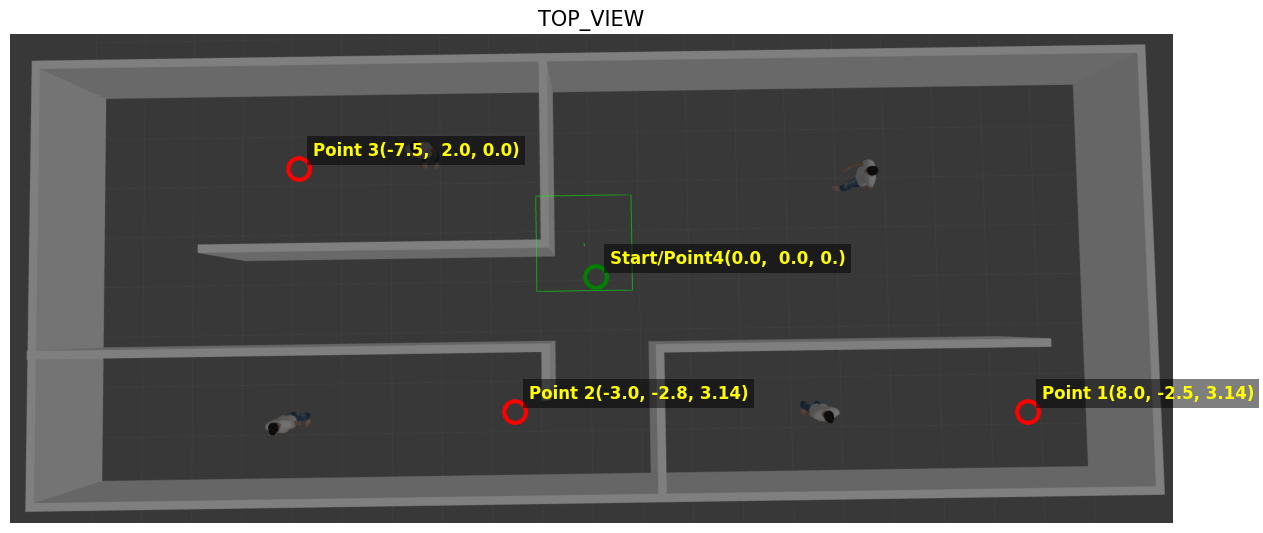 TOP_VIEW
Point 3(-7.5,  2.0, 0.0)
Start/Point4(0.0,  0.0, 0.)
Point 2(-3.0, -2.8, 3.14)
Point 1(8.0, -2.5, 3.14)